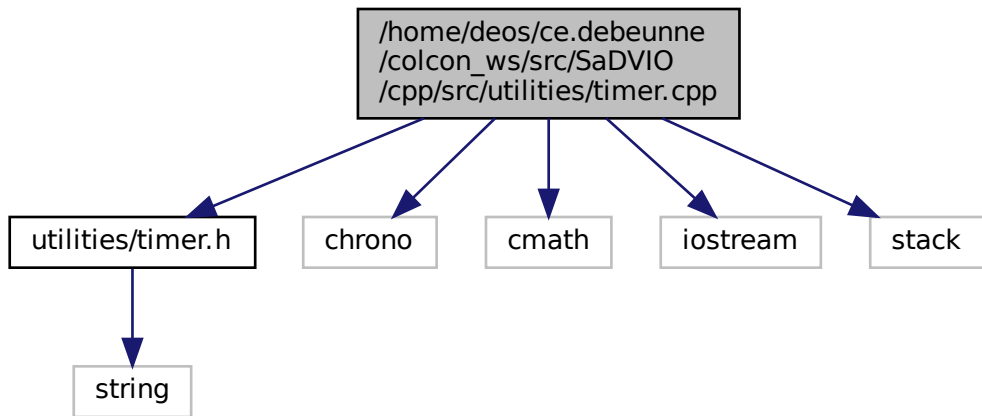 /home/deos/ce.debeunne
/colcon_ws/src/SaDVIO
/cpp/src/utilities/timer.cpp
utilities/timer.h
chrono
cmath
iostream
stack
string